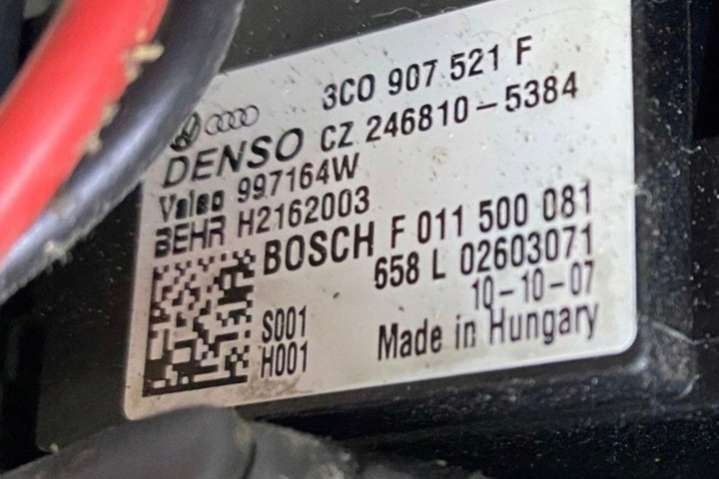 3C0 907 521 F
DENSO CZ 246810-5384
Valeo 997164W
BEHR H2162003
BOSCH F 011 500 081
658 L 02603071
10-10-07
S001
H001
Made in Hungary